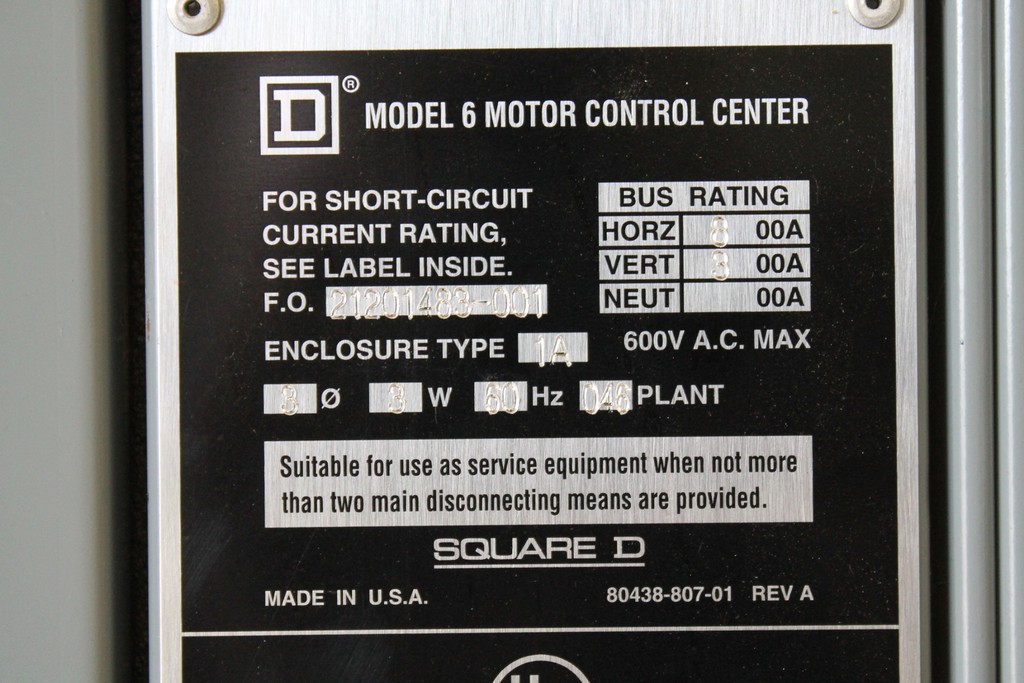 D® MODEL 6 MOTOR CONTROL CENTER
FOR SHORT-CIRCUIT
CURRENT RATING,
SEE LABEL INSIDE.
F.O. 21201483-001
BUS RATING
HORZ 8 00A
VERT 3 00A
NEUT 00A
ENCLOSURE TYPE 1A
600V A.C. MAX
3 Ø 3 W 60 Hz 046 PLANT
Suitable for use as service equipment when not more
than two main disconnecting means are provided.
SQUARE D
MADE IN U.S.A.
80438-807-01 REV A